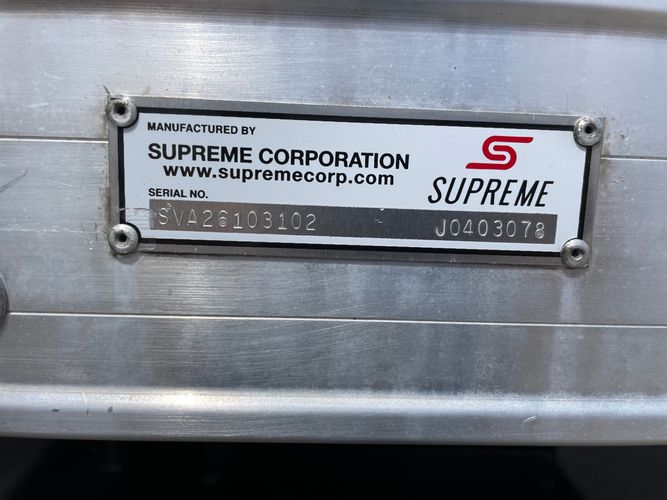 MANUFACTURED BY
SUPREME CORPORATION
www.supremecorp.com
SUPREME
SERIAL NO.
SVA26103102 J0403078